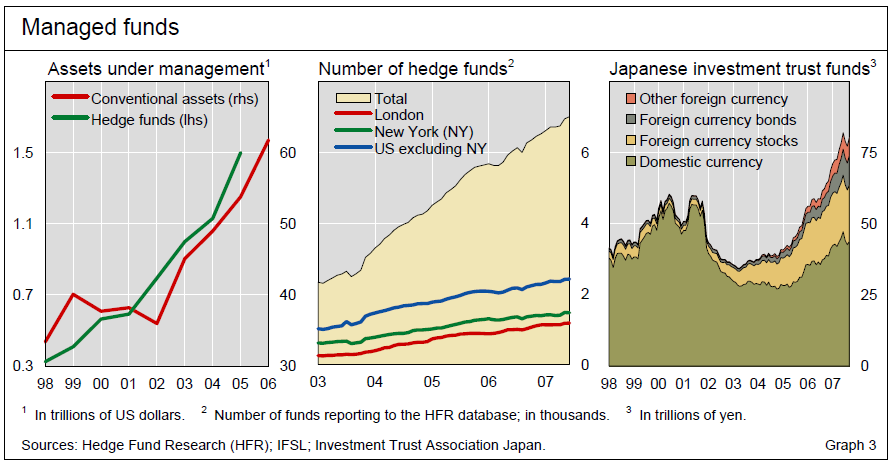 Managed funds
Assets under management1
Conventional assets (rhs)
Hedge funds (lhs)
1.5
1.1
0.7
0.3
98 99 00 01 02 03 04 05 06
60
50
40
30
Number of hedge funds2
Total
London
New York (NY)
US excluding NY
03 04 05 06 07
6
4
2
0
Japanese investment trust funds3
Other foreign currency
Foreign currency bonds
Foreign currency stocks
Domestic currency
75
50
25
0
98 99 00 01 02 03 04 05 06 07
1 In trillions of US dollars. 2 Number of funds reporting to the HFR database; in thousands. 3 In trillions of yen.
Sources: Hedge Fund Research (HFR); IFSL; Investment Trust Association Japan.
Graph 3